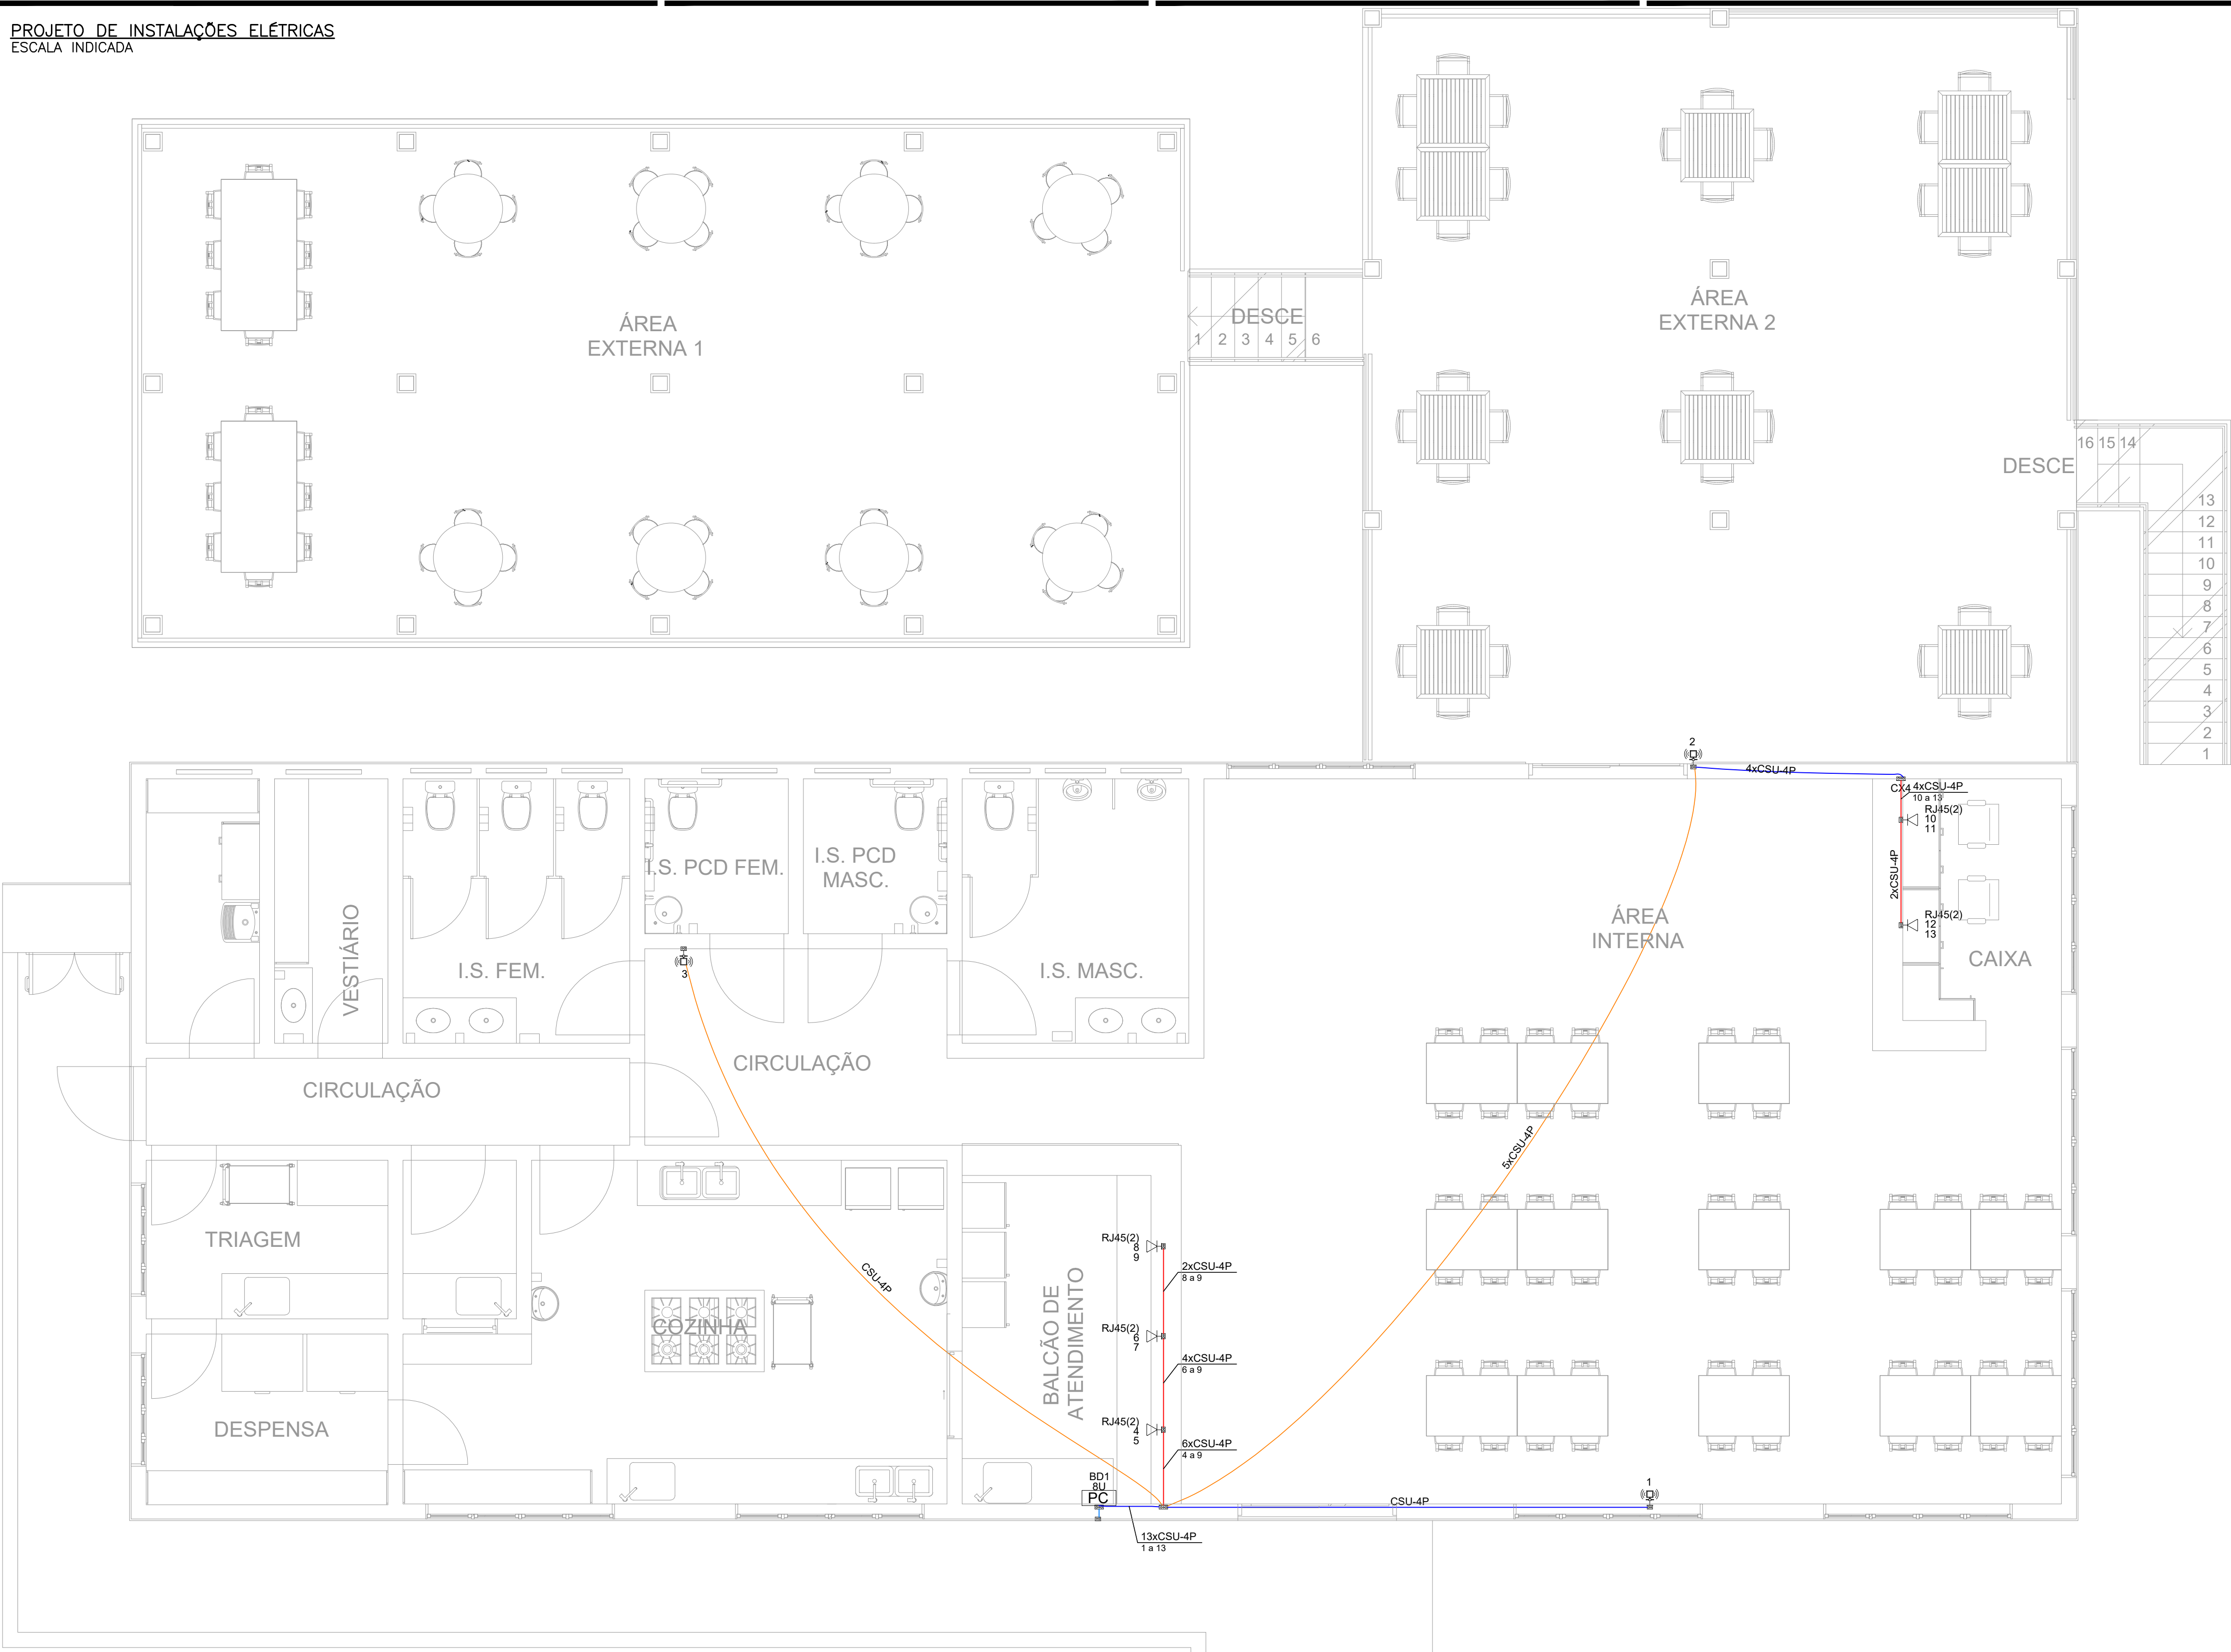 PROJETO DE INSTALAÇÕES ELÉTRICAS
ESCALA INDICADA
ÁREA
EXTERNA 1
DESCE
1 2 3 4 5 6
ÁREA
EXTERNA 2
DESCE
16 15 14
13
12
11
10
9
8
7
6
5
4
3
2
1
2
4xCSU-4P
CX4
4xCSU-4P
10 a 13
RJ45(2)
10
11
2xCSU-4P
RJ45(2)
12
13
CAIXA
ÁREA
INTERNA
VESTIÁRIO
I.S. FEM.
I.S. PCD FEM.
I.S. PCD
MASC.
I.S. MASC.
3
CIRCULAÇÃO
CIRCULAÇÃO
5xCSU-4P
CSU-4P
TRIAGEM
DESPENSA
COZINHA
BALCÃO DE
ATENDIMENTO
RJ45(2)
8
9
2xCSU-4P
8 a 9
RJ45(2)
6
7
4xCSU-4P
6 a 9
RJ45(2)
4
5
6xCSU-4P
4 a 9
BD1
8U
PC
13xCSU-4P
1 a 13
CSU-4P
1